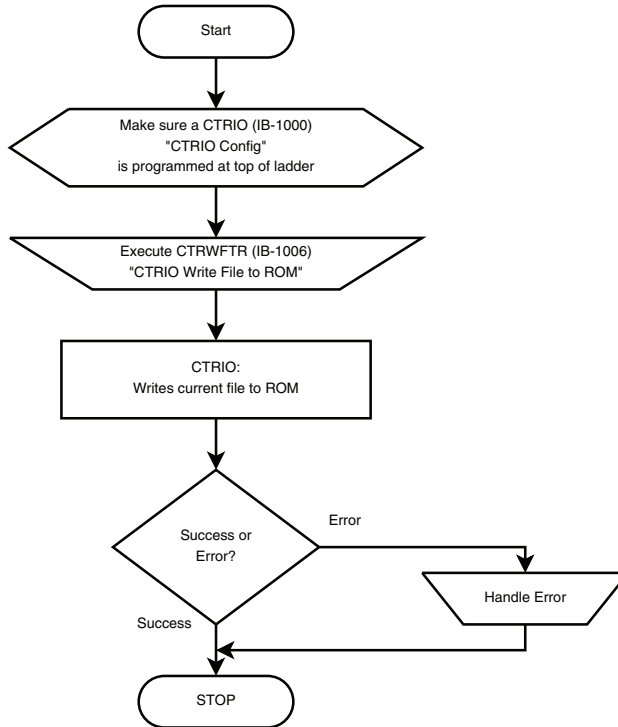 Start
Make sure a CTRIO (IB-1000)
"CTRIO Config"
is programmed at top of ladder
Execute CTRWFTR (IB-1006)
"CTRIO Write File to ROM"
CTRIO:
Writes current file to ROM
Success or
Error?
Error
Handle Error
Success
STOP